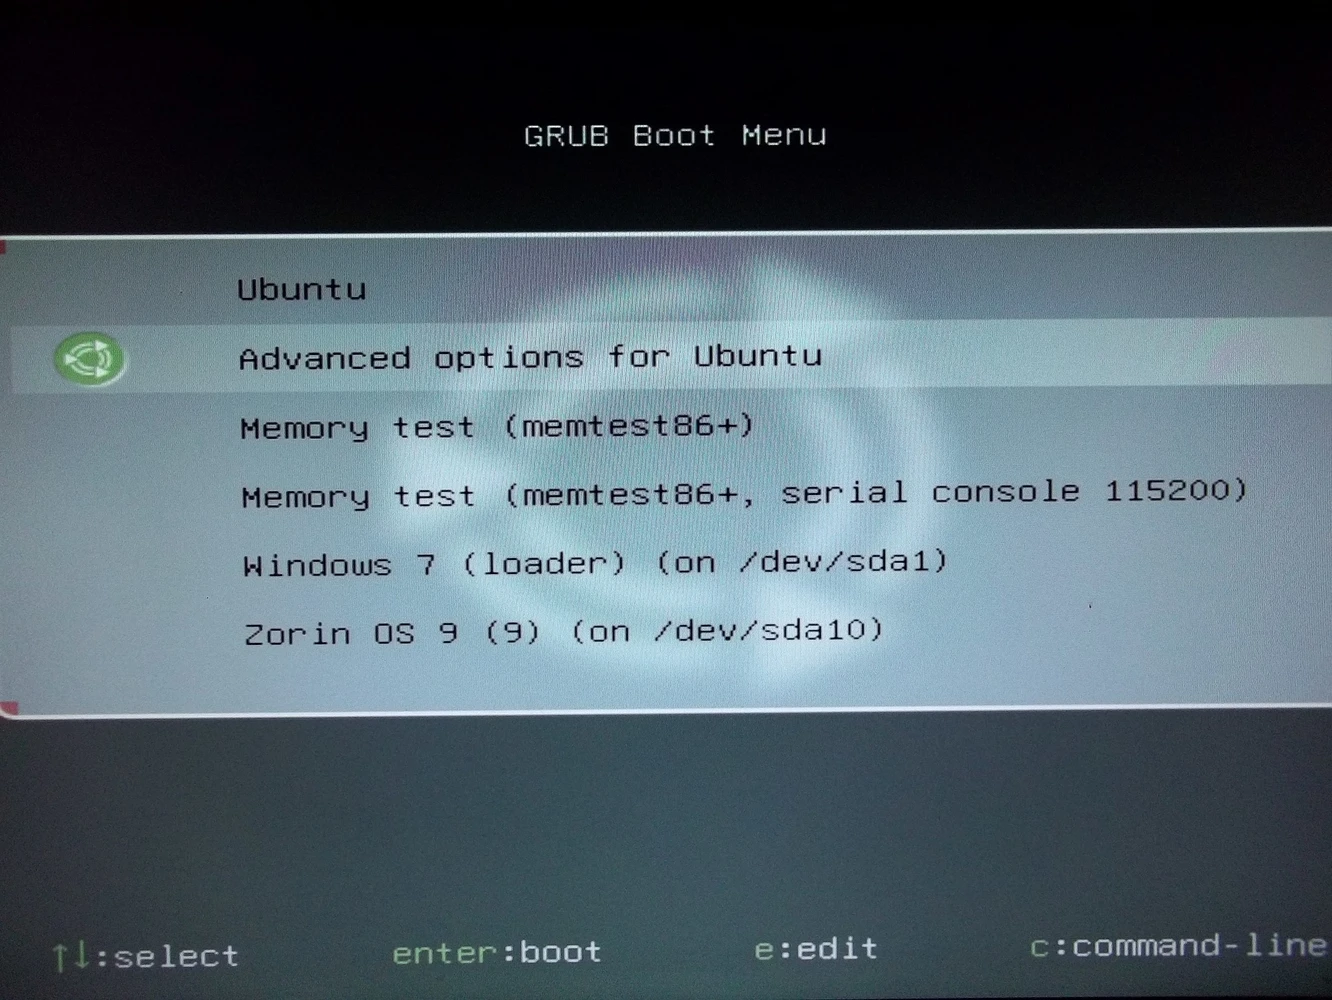 GRUB Boot Menu
Ubuntu
Advanced options for Ubuntu
Memory test (memtest86+)
Memory test (memtest86+, serial console 115200)
Windows 7 (loader) (on /dev/sda1)
Zorin OS 9 (9) (on /dev/sda10)
↑↓:select enter:boot e:edit c:command-line